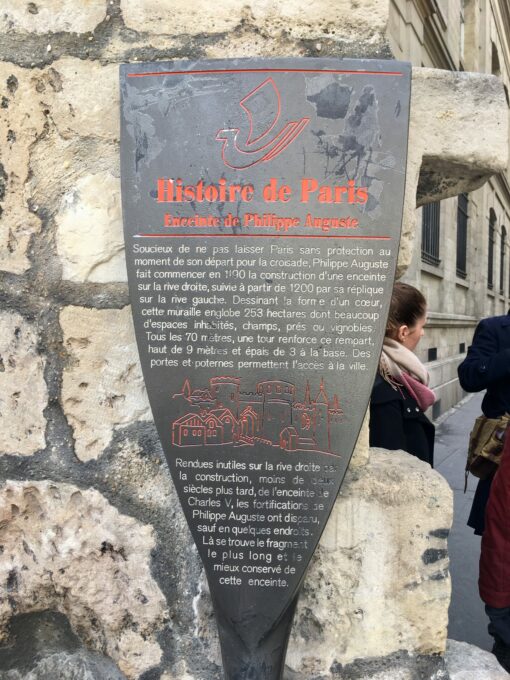 Histoire de Paris
Enceinte de Philippe Auguste
Soucieux de ne pas laisser Paris sans protection au
moment de son départ pour la croisade, Philippe Auguste
fait commencer en 1190 la construction d'une enceinte
sur la rive droite, suivie à partir de 1200 par sa réplique
sur la rive gauche. Dessinant la forme d'un cœur,
cette muraille englobe 253 hectares dont beaucoup
d'espaces inhabités, champs, prés ou vignobles.
Tous les 70 mètres, une tour renforce ce rempart,
haut de 9 mètres et épais de 3 à la base. Des
portes et poternes permettent l'accès à la ville.
Rendues inutiles sur la rive droite par
la construction, moins de deux
siècles plus tard, de l'enceinte de
Charles V, les fortifications de
Philippe Auguste ont disparu,
sauf en quelques endroits.
Là se trouve le fragment
le plus long et le
mieux conservé de
cette enceinte.